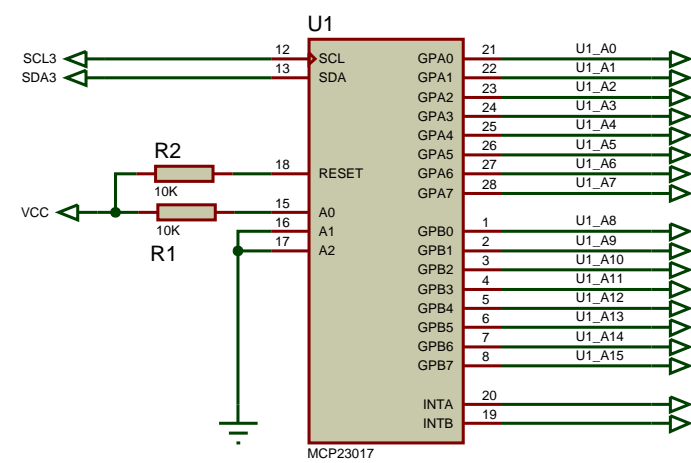 U1
SCL3 12 SCL GPA0 21 U1_A0
SDA3 13 SDA GPA1 22 U1_A1
GPA2 23 U1_A2
GPA3 24 U1_A3
GPA4 25 U1_A4
R2 GPA5 26 U1_A5
10K 18 RESET GPA6 27 U1_A6
GPA7 28 U1_A7
VCC 15 A0
10K 16 A1 GPB0 1 U1_A8
R1 17 A2 GPB1 2 U1_A9
GPB2 3 U1_A10
GPB3 4 U1_A11
GPB4 5 U1_A12
GPB5 6 U1_A13
GPB6 7 U1_A14
GPB7 8 U1_A15
INTA 20
INTB 19
MCP23017